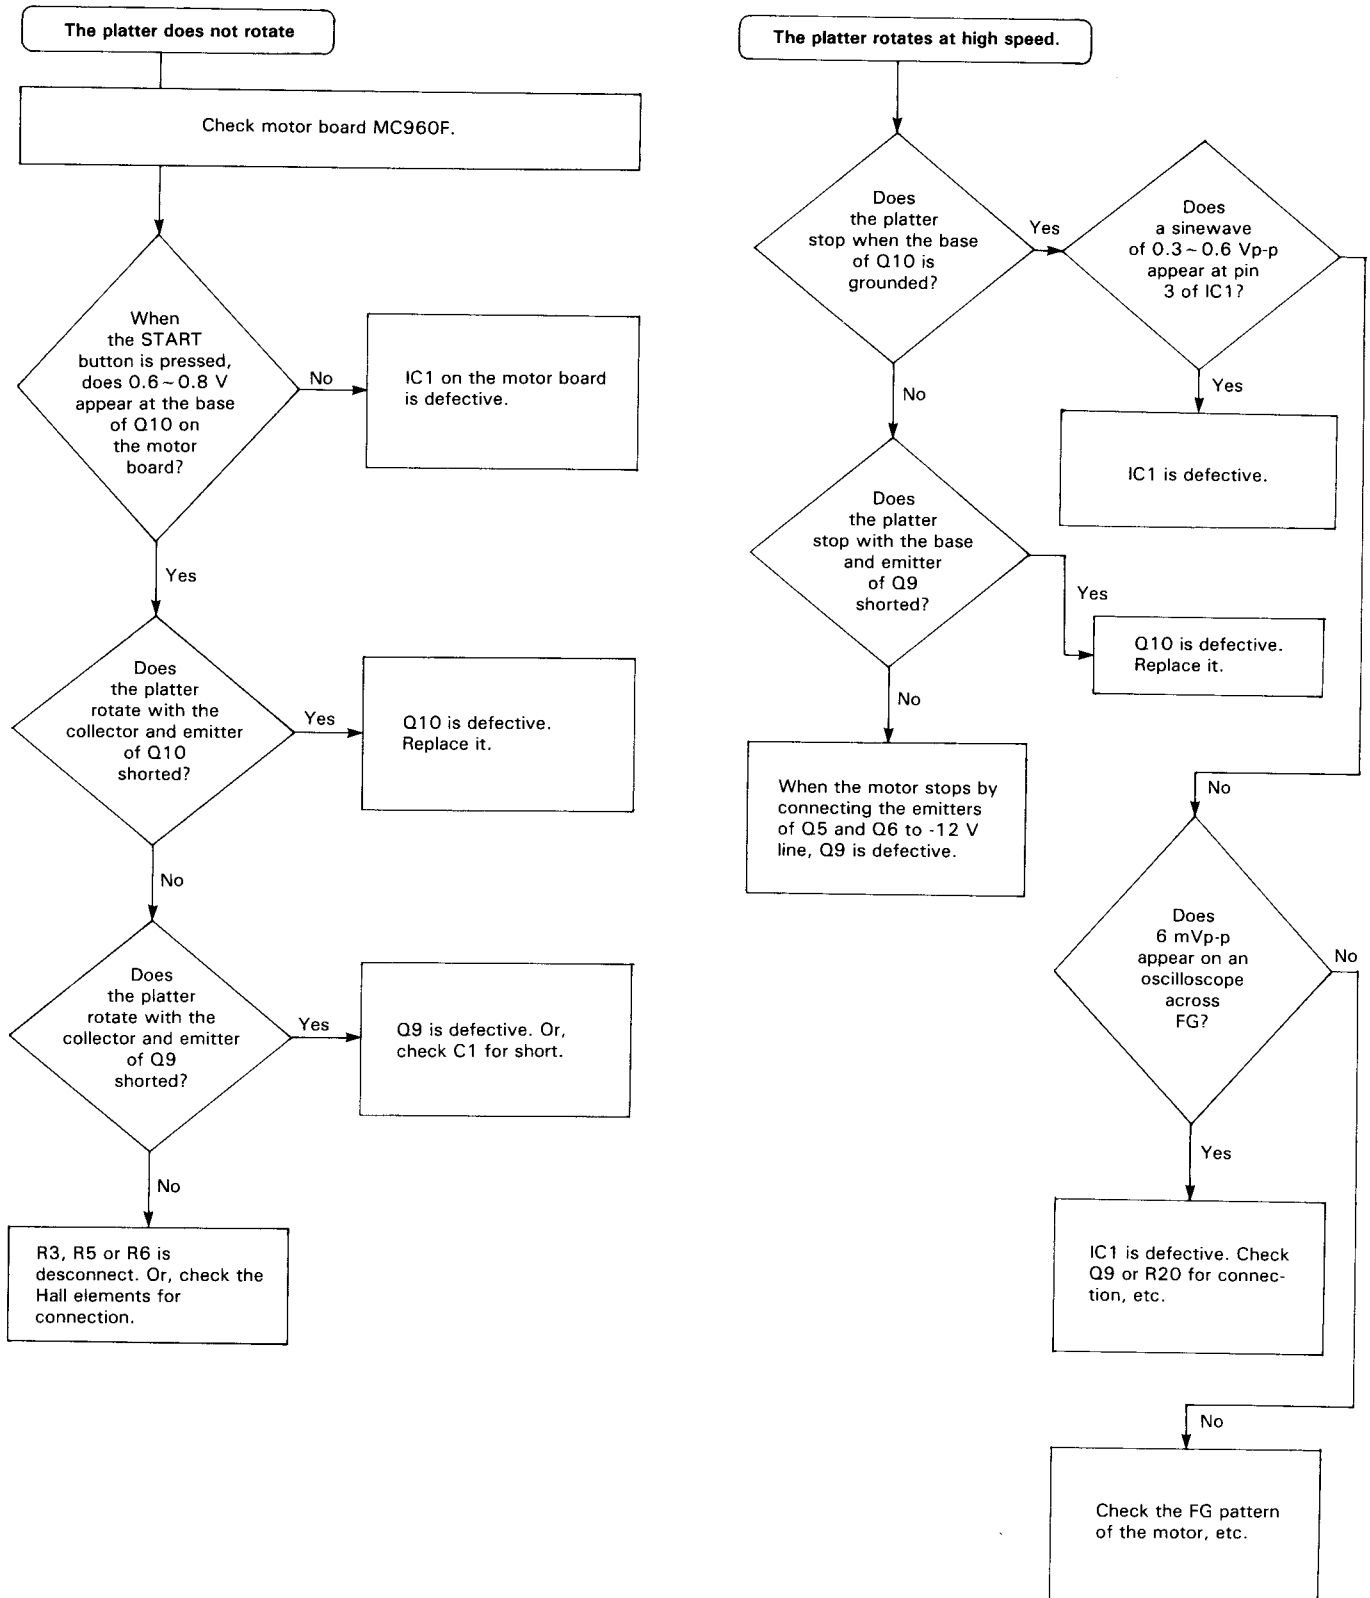 The platter does not rotate
Check motor board MC960F.
When
the START
button is pressed,
does 0.6~0.8 V
appear at the base
of Q10 on
the motor
board?
No
IC1 on the motor board
is defective.
Yes
Does
the platter
rotate with the
collector and emitter
of Q10
shorted?
Yes
Q10 is defective.
Replace it.
No
Does
the platter
rotate with the
collector and emitter
of Q9
shorted?
Yes
Q9 is defective. Or,
check C1 for short.
No
R3, R5 or R6 is
desconnect. Or, check the
Hall elements for
connection.
The platter rotates at high speed.
Does
the platter
stop when the base
of Q10 is
grounded?
Yes
Does
a sinewave
of 0.3~0.6 Vp-p
appear at pin
3 of IC1?
Yes
IC1 is defective.
No
Does
the platter
stop with the base
and emitter
of Q9
shorted?
Yes
Q10 is defective.
Replace it.
No
When the motor stops by
connecting the emitters
of Q5 and Q6 to -12 V
line, Q9 is defective.
No
Does
6 mVp-p
appear on an
oscilloscope
across
FG?
No
Yes
IC1 is defective. Check
Q9 or R20 for connec-
tion, etc.
No
Check the FG pattern
of the motor, etc.